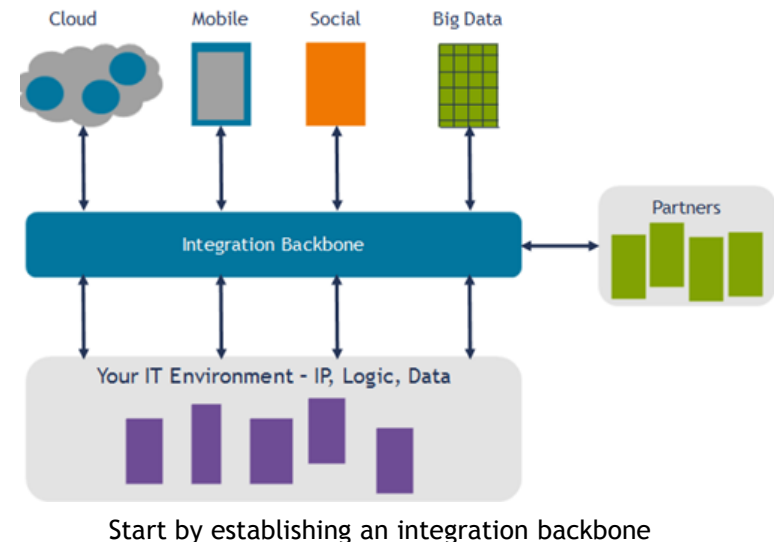 Cloud
Mobile
Social
Big Data
Integration Backbone
Partners
Your IT Environment – IP, Logic, Data
Start by establishing an integration backbone